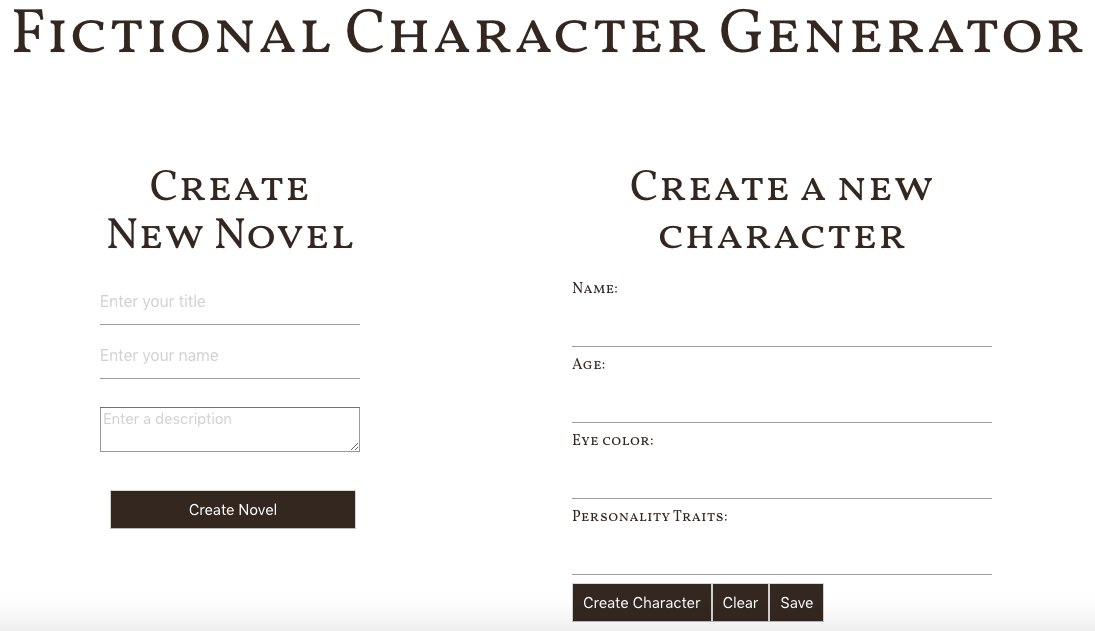 Fictional Character Generator
Create
New Novel
Enter your title
Enter your name
Enter a description
Create Novel
Create a new
character
Name:
Age:
Eye color:
Personality Traits:
Create Character Clear Save